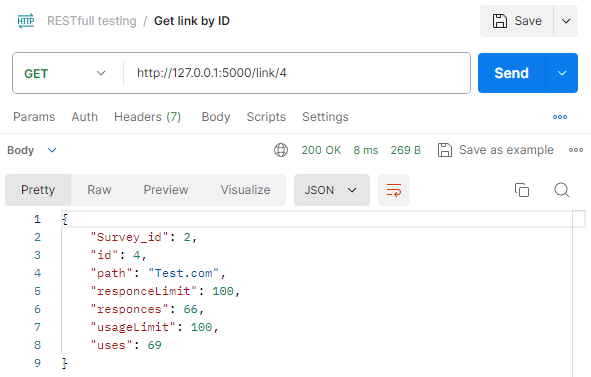 HTTP RESTfull testing / Get link by ID Save
GET http://127.0.0.1:5000/link/4 Send
Params Auth Headers (7) Body Scripts Settings
Body 200 OK 8 ms 269 B Save as example
Pretty Raw Preview Visualize JSON
1 {
2 "Survey_id": 2,
3 "id": 4,
4 "path": "Test.com",
5 "responceLimit": 100,
6 "responces": 66,
7 "usageLimit": 100,
8 "uses": 69
9 }